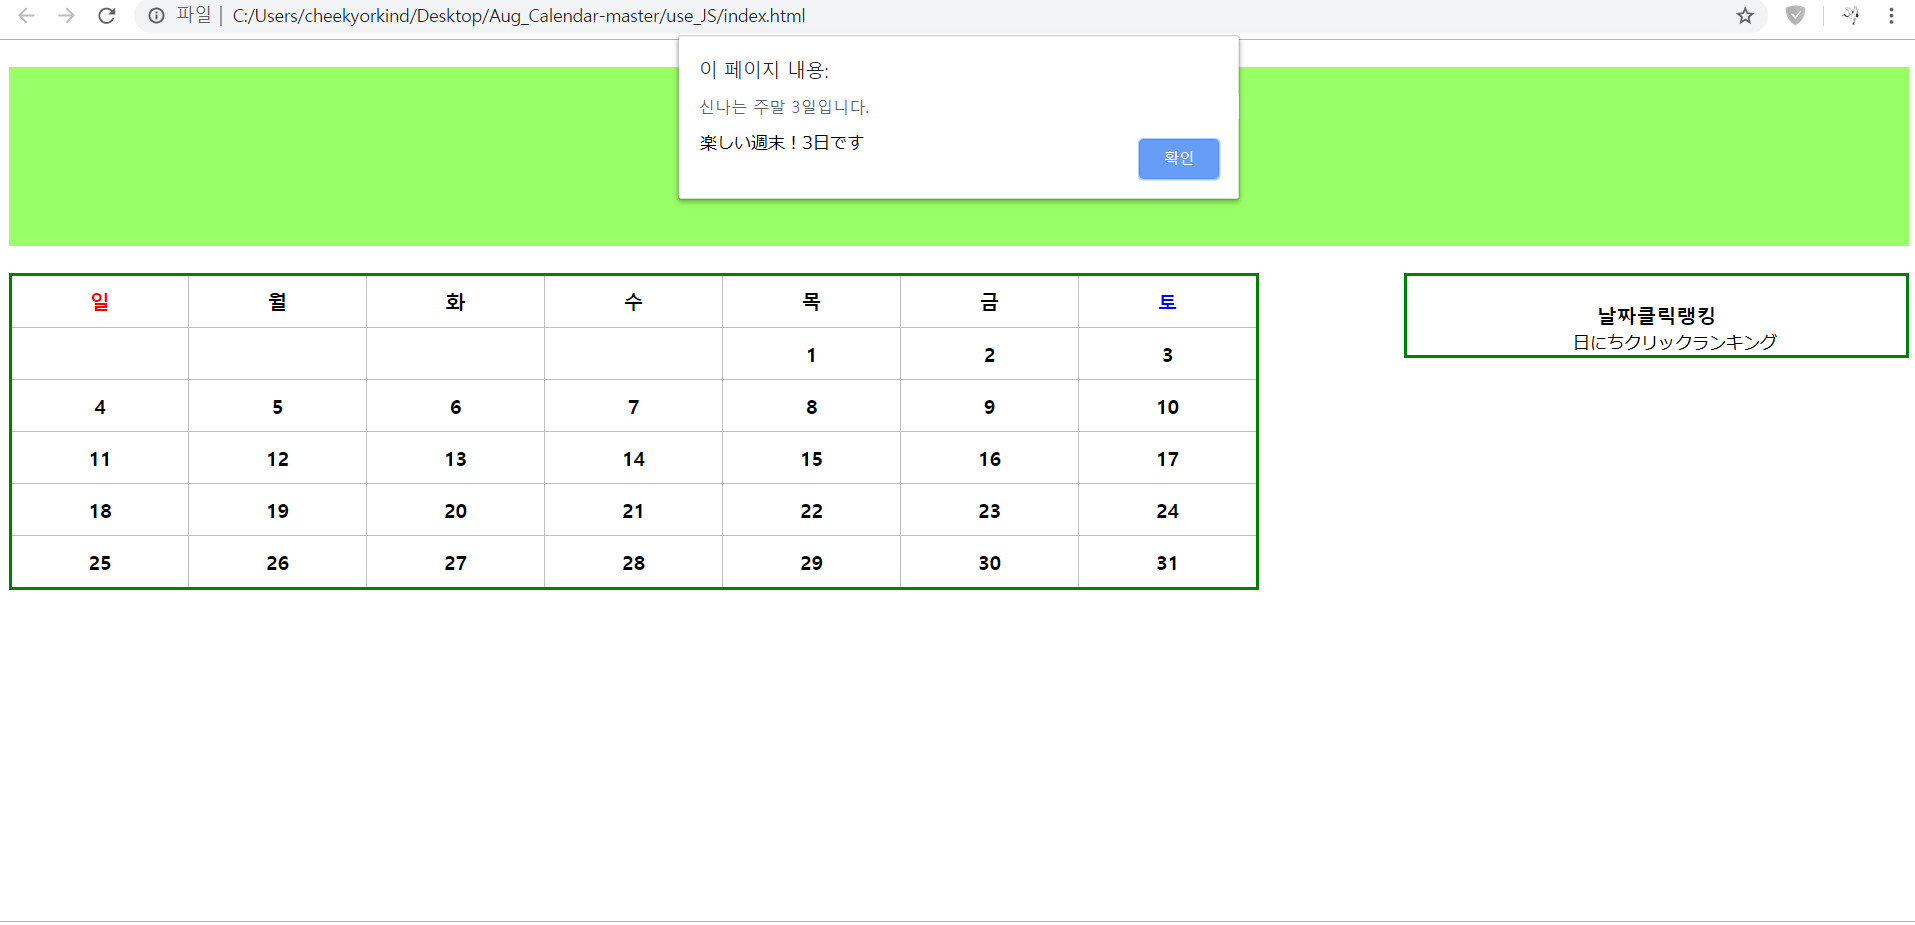 파일 | C:/Users/cheekyorkind/Desktop/Aug_Calendar-master/use_JS/index.html
이 페이지 내용:
신나는 주말 3일입니다.
楽しい週末！3日です
확인
일 월 화 수 목 금 토
1 2 3
4 5 6 7 8 9 10
11 12 13 14 15 16 17
18 19 20 21 22 23 24
25 26 27 28 29 30 31
날짜클릭랭킹
日にちクリックランキング